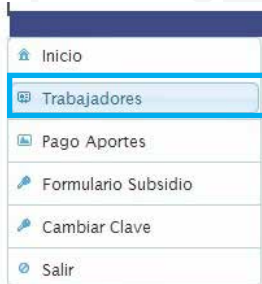 Inicio
Trabajadores
Pago Aportes
Formulario Subsidio
Cambiar Clave
Salir